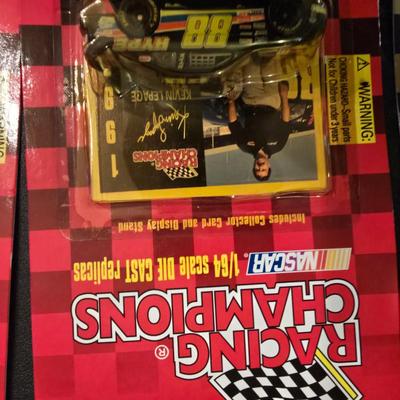 RACING
CHAMPIONS®
NASCAR 1/64 scale DIE CAST replicas
Includes Collector Card and Display Stand
RACING
CHAMPIONS
199
KEVIN LEPAGE
88
HYPE
WARNING:
CHOKING HAZARD-Small parts
Not for Children under 3 years